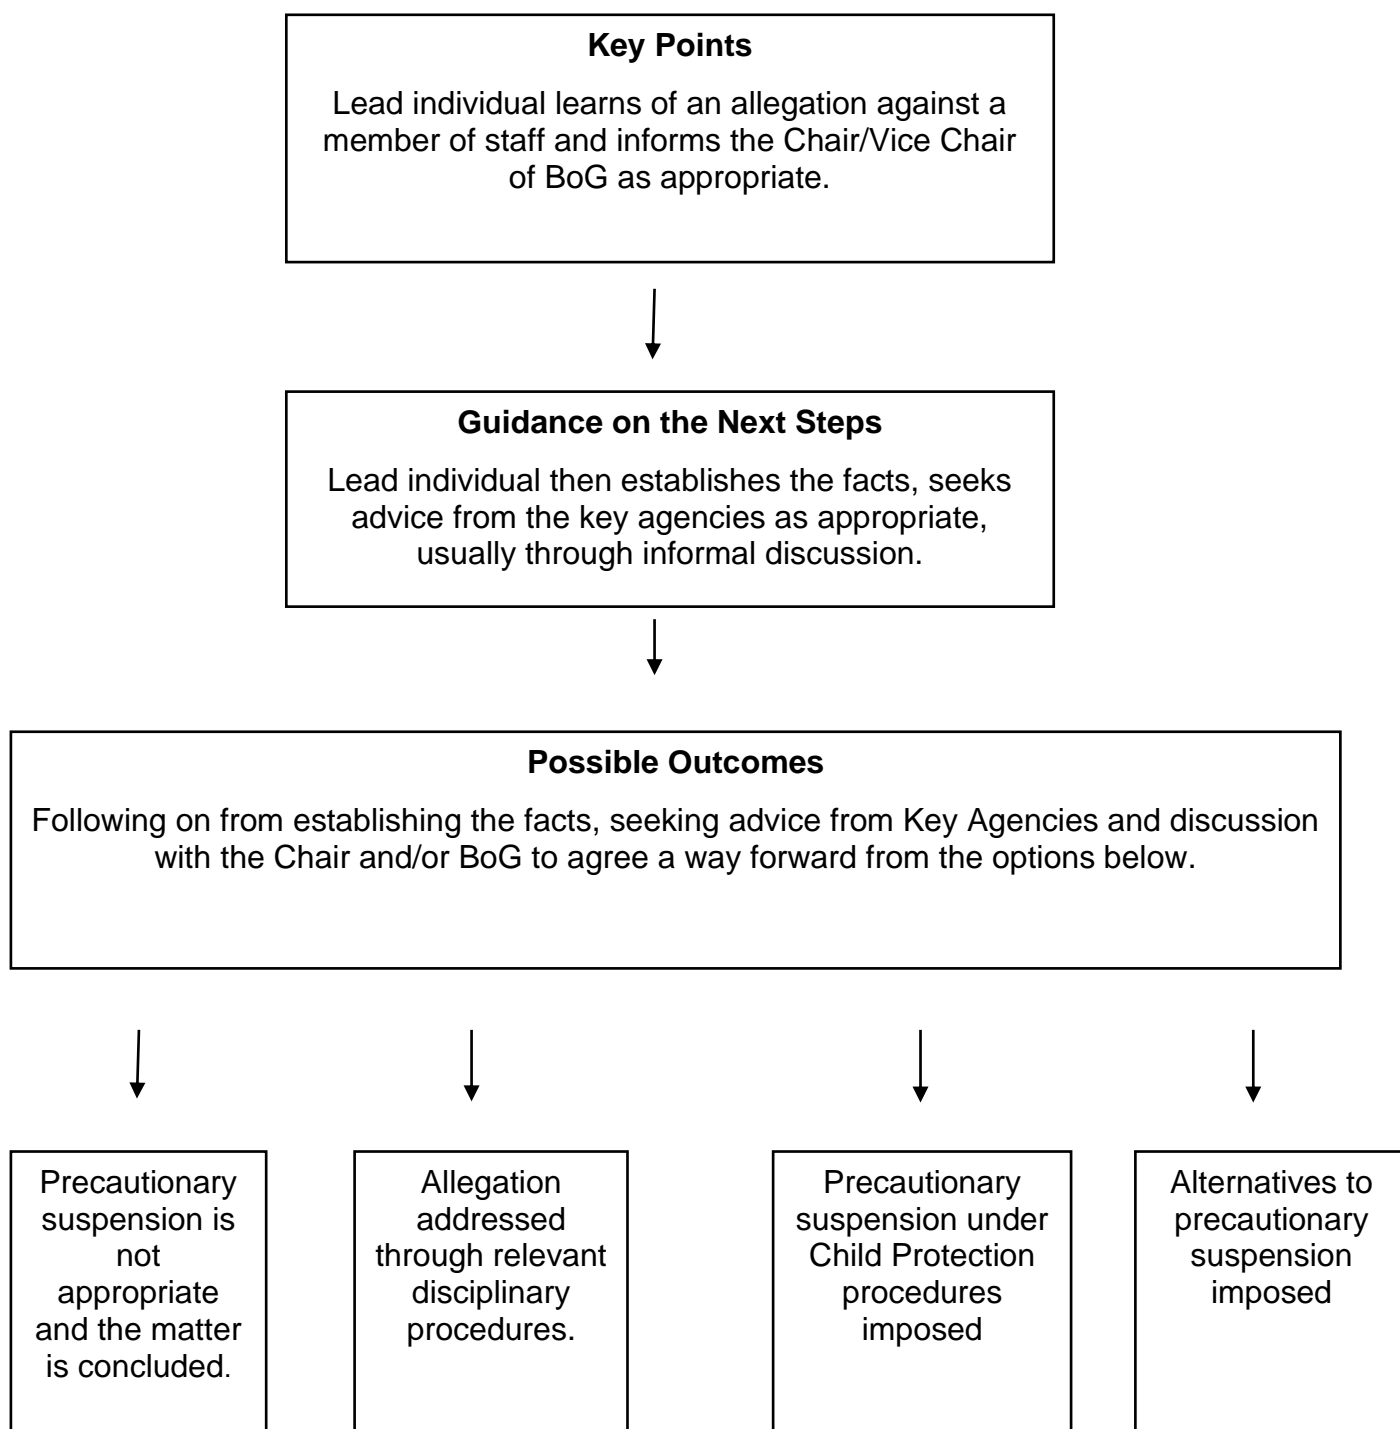 Key Points
Lead individual learns of an allegation against a
member of staff and informs the Chair/Vice Chair
of BoG as appropriate.
Guidance on the Next Steps
Lead individual then establishes the facts, seeks
advice from the key agencies as appropriate,
usually through informal discussion.
Possible Outcomes
Following on from establishing the facts, seeking advice from Key Agencies and discussion
with the Chair and/or BoG to agree a way forward from the options below.
Precautionary
suspension is
not
appropriate
and the matter
is concluded.
Allegation
addressed
through relevant
disciplinary
procedures.
Precautionary
suspension under
Child Protection
procedures
imposed
Alternatives to
precautionary
suspension
imposed